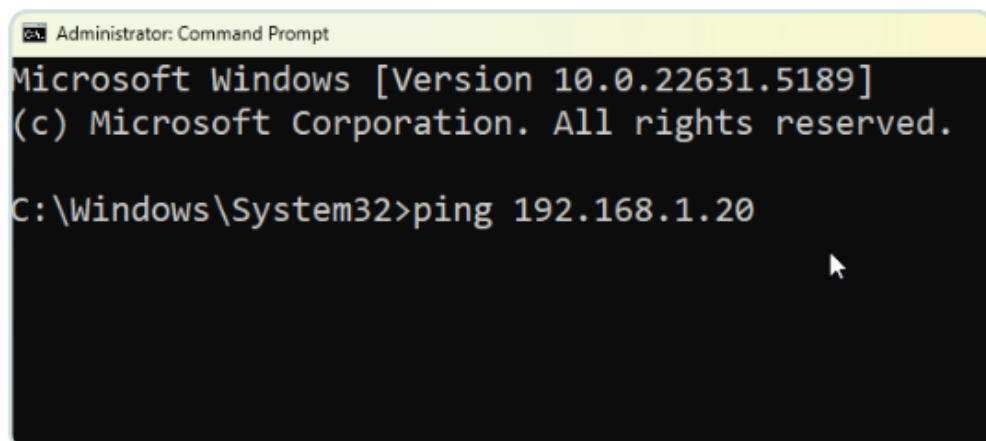 Administrator: Command Prompt
Microsoft Windows [Version 10.0.22631.5189]
(c) Microsoft Corporation. All rights reserved.
C:\Windows\System32>ping 192.168.1.20